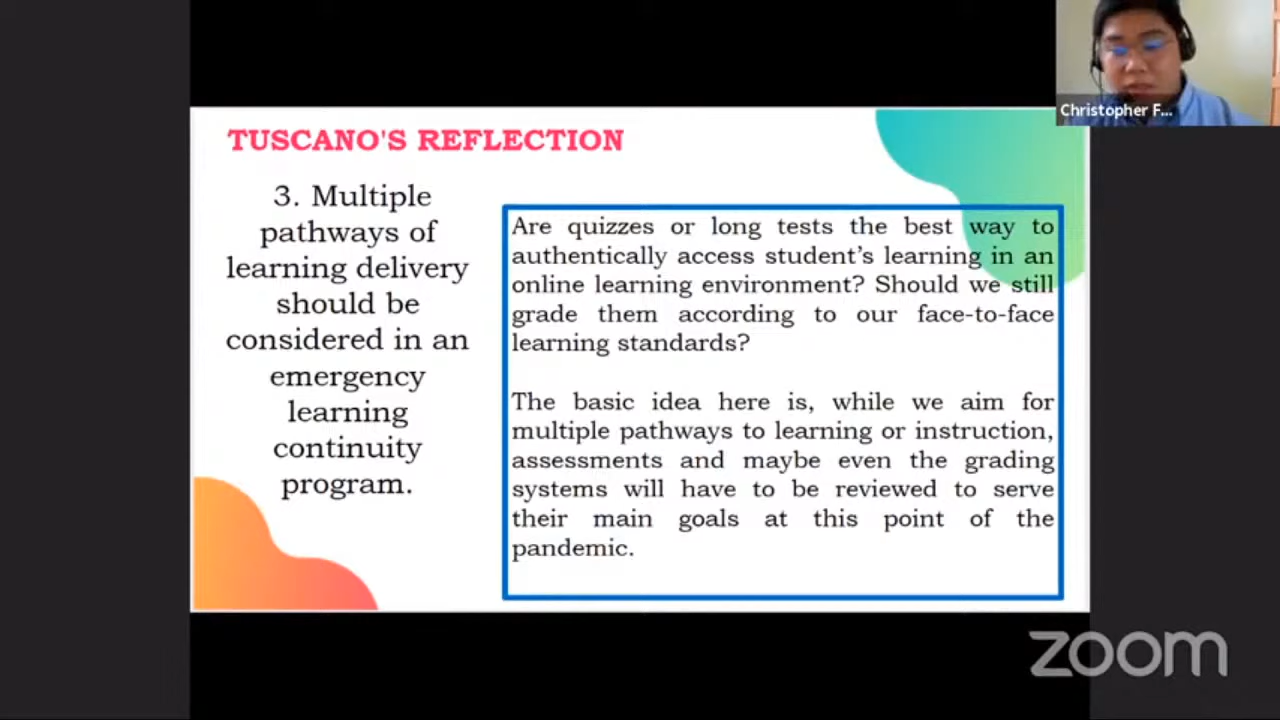 Christopher F...
TUSCANO'S REFLECTION
3. Multiple
pathways of
learning delivery
should be
considered in an
emergency
learning
continuity
program.
Are quizzes or long tests the best way to
authentically access student's learning in an
online learning environment? Should we still
grade them according to our face-to-face
learning standards?
The basic idea here is, while we aim for
multiple pathways to learning or instruction,
assessments and maybe even the grading
systems will have to be reviewed to serve
their main goals at this point of the
pandemic.
zoom